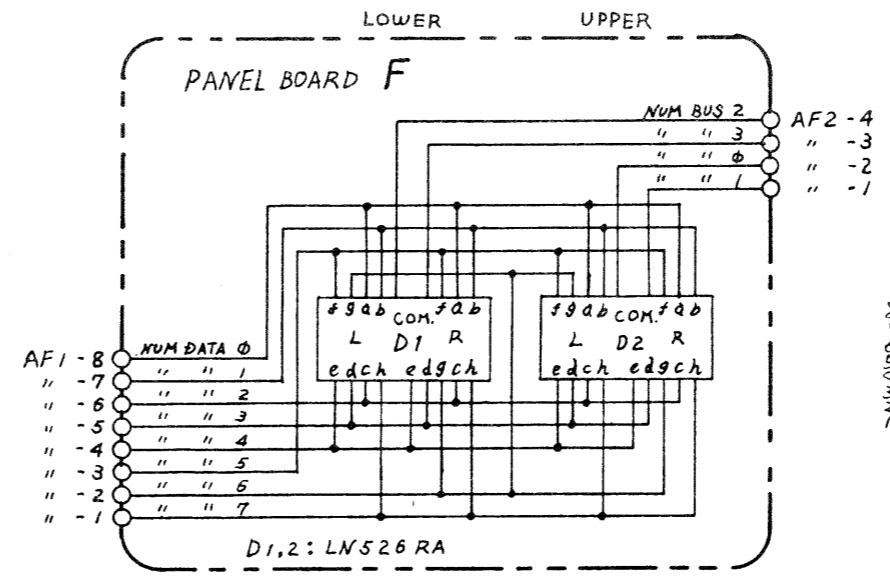 LOWER UPPER
PANEL BOARD F
NUM BUS 2 AF2 -4
" " 3 " -3
" " φ " -2
" " 1 " -1
f g a b COM. f a b
L D1 R
e d c h e d g c h
f g a b COM. f a b
L D2 R
e d c h e d g c h
AF1 - 8 NUM DATA φ
" - 7 " " 1
" - 6 " " 2
" - 5 " " 3
" - 4 " " 4
" - 3 " " 5
" - 2 " " 6
" - 1 " " 7
D1,2: LN526RA